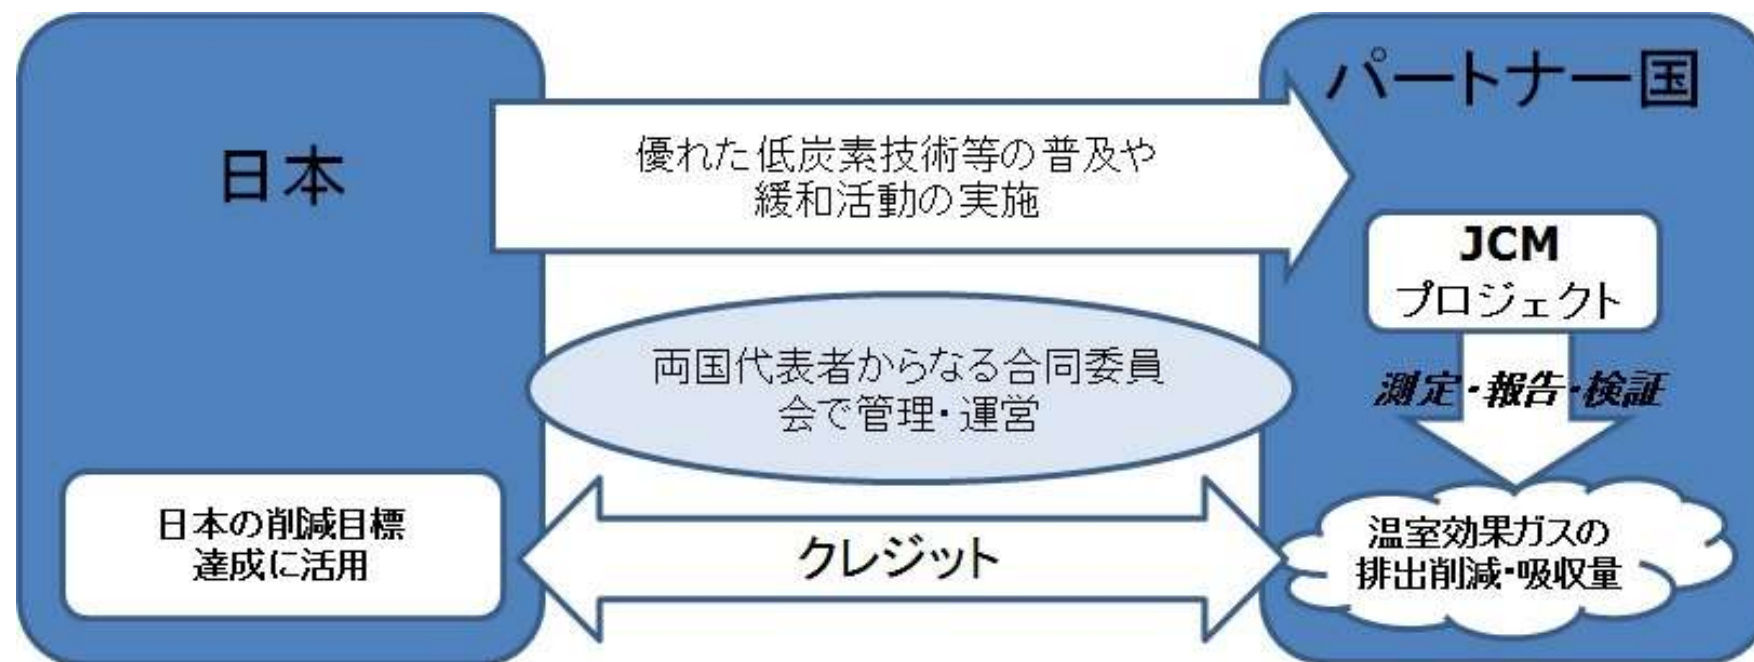 日本
優れた低炭素技術等の普及や
緩和活動の実施
パートナー国
JCM
プロジェクト
両国代表者からなる合同委員
会で管理・運営
測定・報告・検証
日本の削減目標
達成に活用
クレジット
温室効果ガスの
排出削減・吸収量